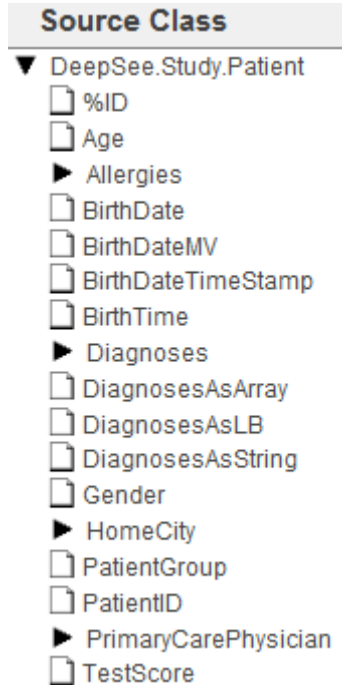 Source Class
DeepSee.Study.Patient
%ID
Age
Allergies
BirthDate
BirthDateMV
BirthDateTimeStamp
BirthTime
Diagnoses
DiagnosesAsArray
DiagnosesAsLB
DiagnosesAsString
Gender
HomeCity
PatientGroup
PatientID
PrimaryCarePhysician
TestScore